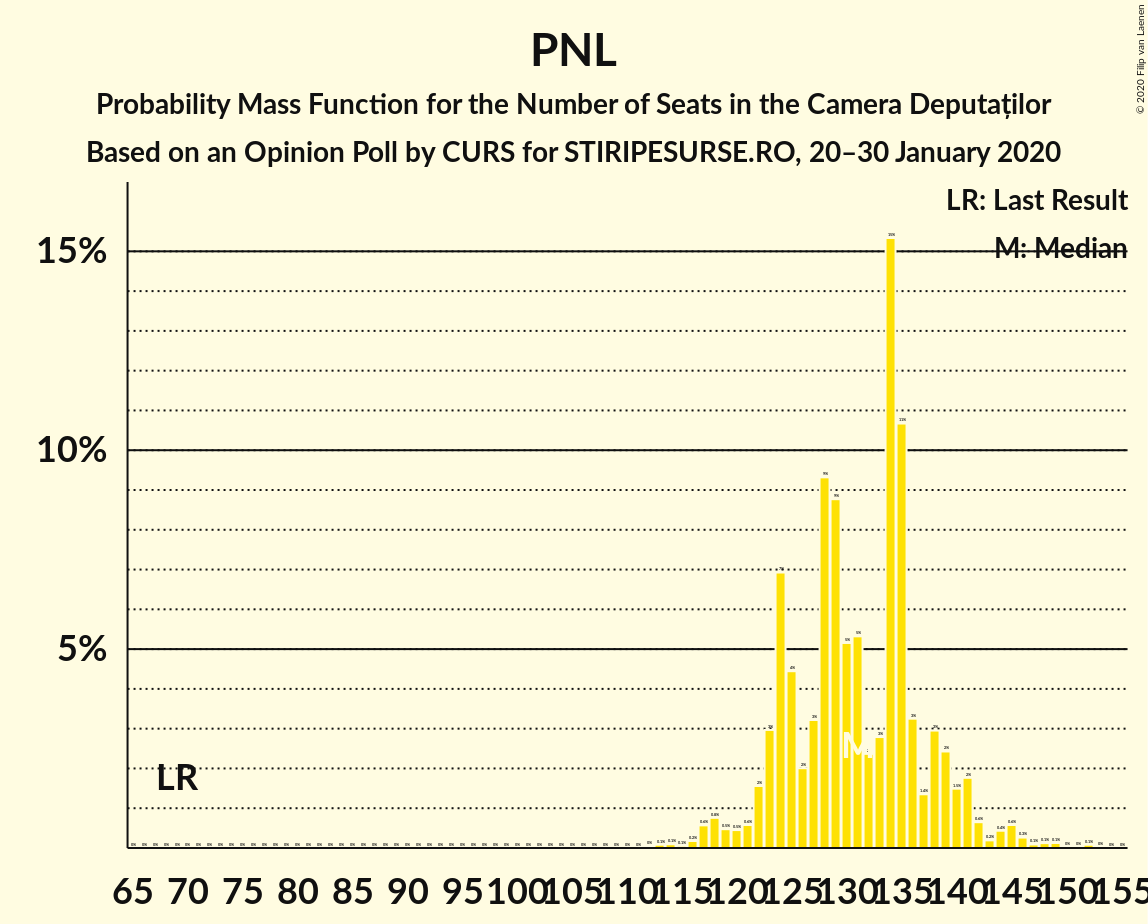 PNL
Probability Mass Function for the Number of Seats in the Camera Deputaților
Based on an Opinion Poll by CURS for STIRIPESURSE.RO, 20–30 January 2020
© 2020 Filip van Laenen
LR: Last Result
M: Median
15%
10%
5%
LR
M
65 70 75 80 85 90 95 100 105 110 115 120 125 130 135 140 145 150 155